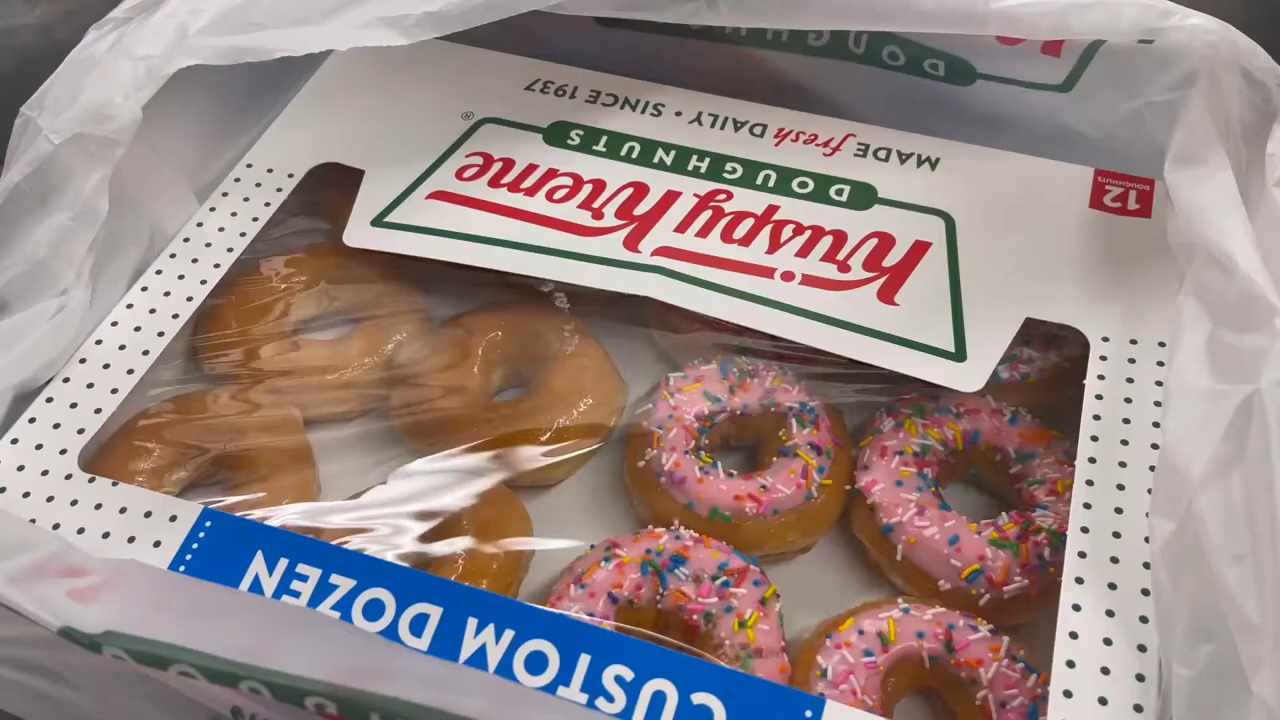 Krispy Kreme
DOUGHNUTS
®
MADE fresh DAILY • SINCE 1937
12
DOUGHNUTS
CUSTOM DOZEN